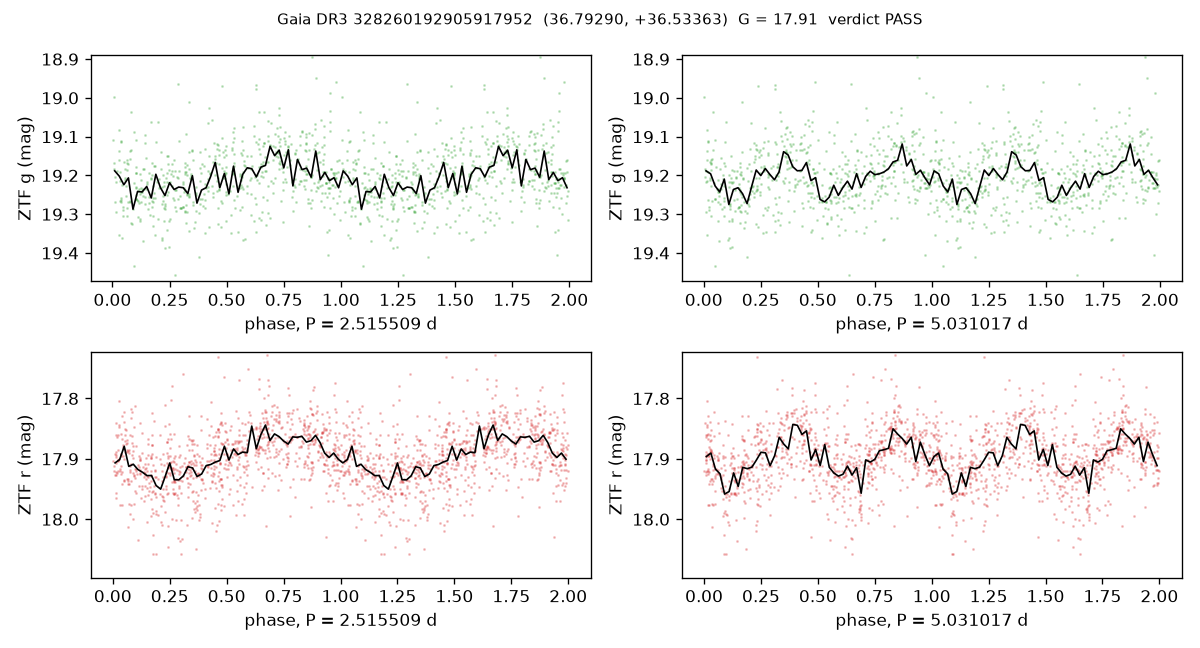 Gaia DR3 328260192905917952  (36.79290, +36.53363)  G = 17.91  verdict PASS
ZTF g (mag)
18.9
19.0
19.1
19.2
19.3
19.4
0.00 0.25 0.50 0.75 1.00 1.25 1.50 1.75 2.00
phase, P = 2.515509 d
ZTF g (mag)
18.9
19.0
19.1
19.2
19.3
19.4
0.00 0.25 0.50 0.75 1.00 1.25 1.50 1.75 2.00
phase, P = 5.031017 d
ZTF r (mag)
17.8
17.9
18.0
0.00 0.25 0.50 0.75 1.00 1.25 1.50 1.75 2.00
phase, P = 2.515509 d
ZTF r (mag)
17.8
17.9
18.0
0.00 0.25 0.50 0.75 1.00 1.25 1.50 1.75 2.00
phase, P = 5.031017 d